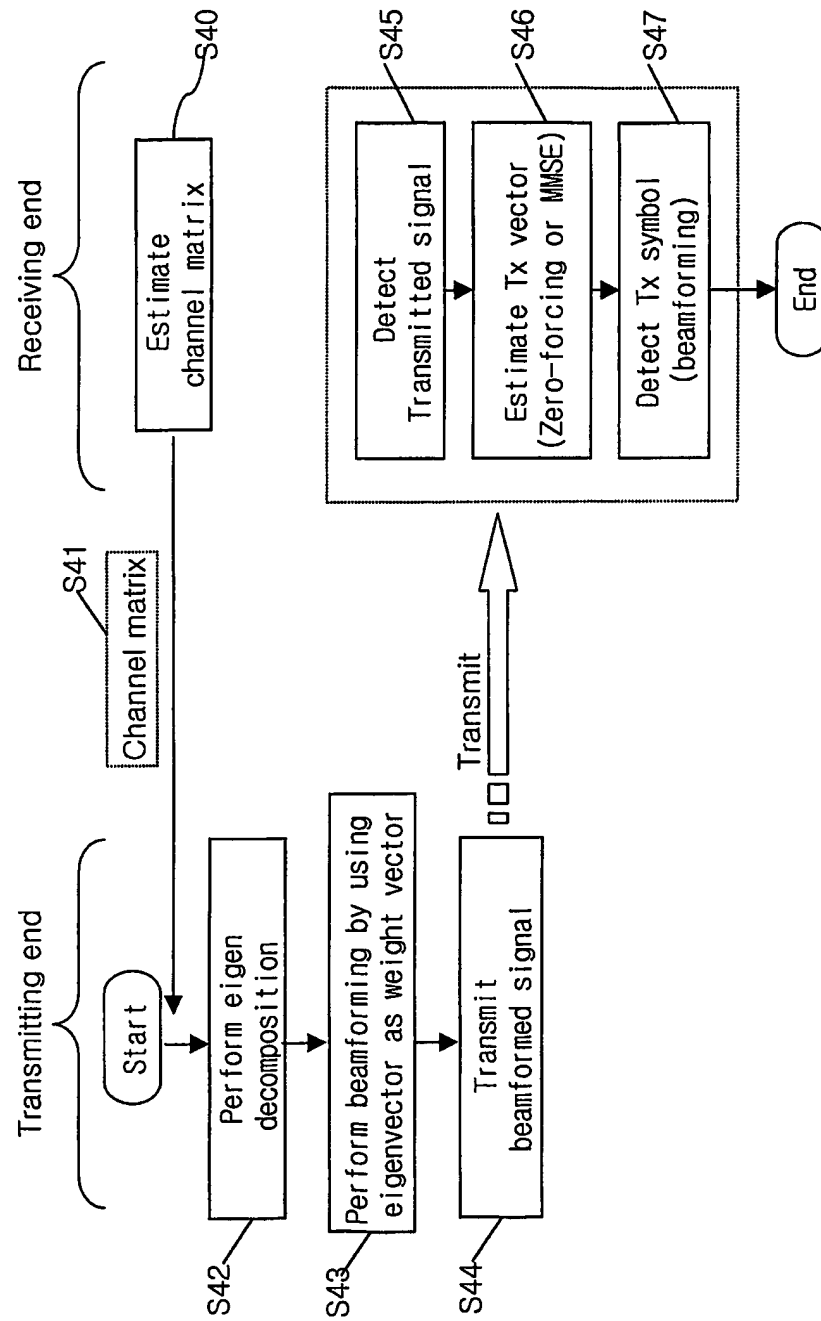 Transmitting end
Receiving end
Start
S41
Channel matrix
Estimate
channel matrix
S40
S42
Perform eigen
decomposition
S43
Perform beamforming by using
eigenvector as weight vector
S44
Transmit
beamformed signal
Transmit
Detect
Transmitted signal
S45
Estimate Tx vector
(Zero-forcing or MMSE)
S46
Detect Tx symbol
(beamforming)
S47
End